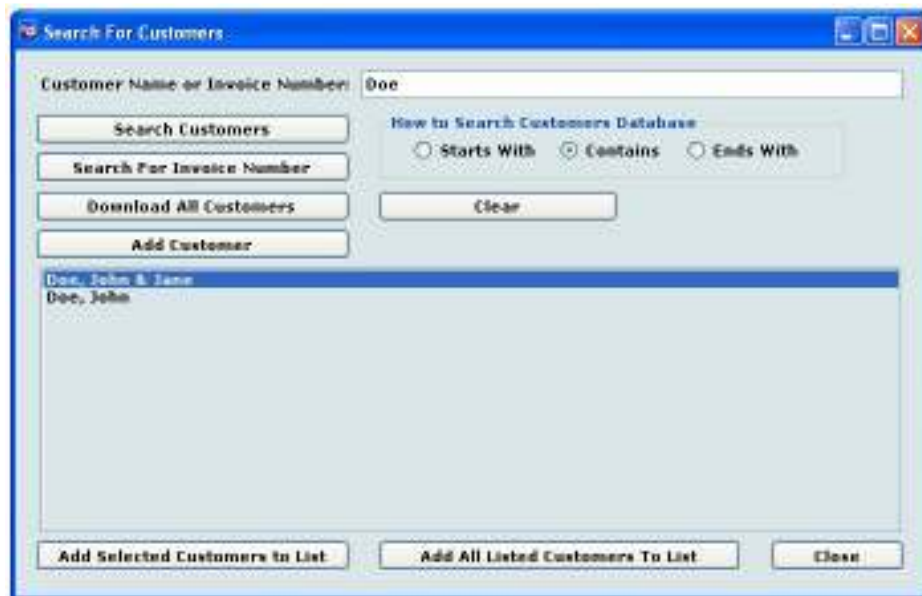 Search For Customers
Customer Name or Invoice Number: Doe
Search Customers
How to Search Customers Database
Starts With Contains Ends With
Search For Invoice Number
Download All Customers
Clear
Add Customer
Doe, John & Jane
Doe, John
Add Selected Customers to List
Add All Listed Customers To List
Close